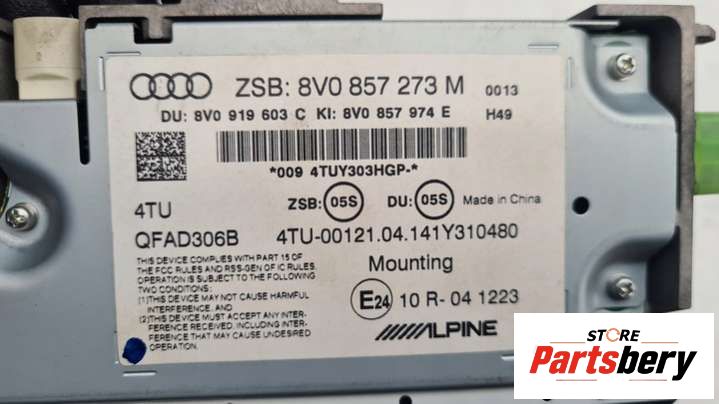 ZSB: 8V0 857 273 M 0013
DU: 8V0 919 603 C KI: 8V0 857 974 E H49
*009 4TUY303HGP-*
4TU ZSB: 05S DU: 05S Made in China
QFAD306B 4TU-00121.04.141Y310480
THIS DEVICE COMPLIES WITH PART 15 OF
THE FCC RULES AND RSS-GEN OF IC RULES.
OPERATION IS SUBJECT TO THE FOLLOWING
TWO CONDITIONS:
(1)THIS DEVICE MAY NOT CAUSE HARMFUL
INTERFERENCE, AND
(2)THIS DEVICE MUST ACCEPT ANY INTER-
FERENCE RECEIVED, INCLUDING INTER-
FERENCE THAT MAY CAUSE UNDESIRED
OPERATION.
Mounting
E24 10 R- 04 1223
ALPINE
STORE
Partsbery